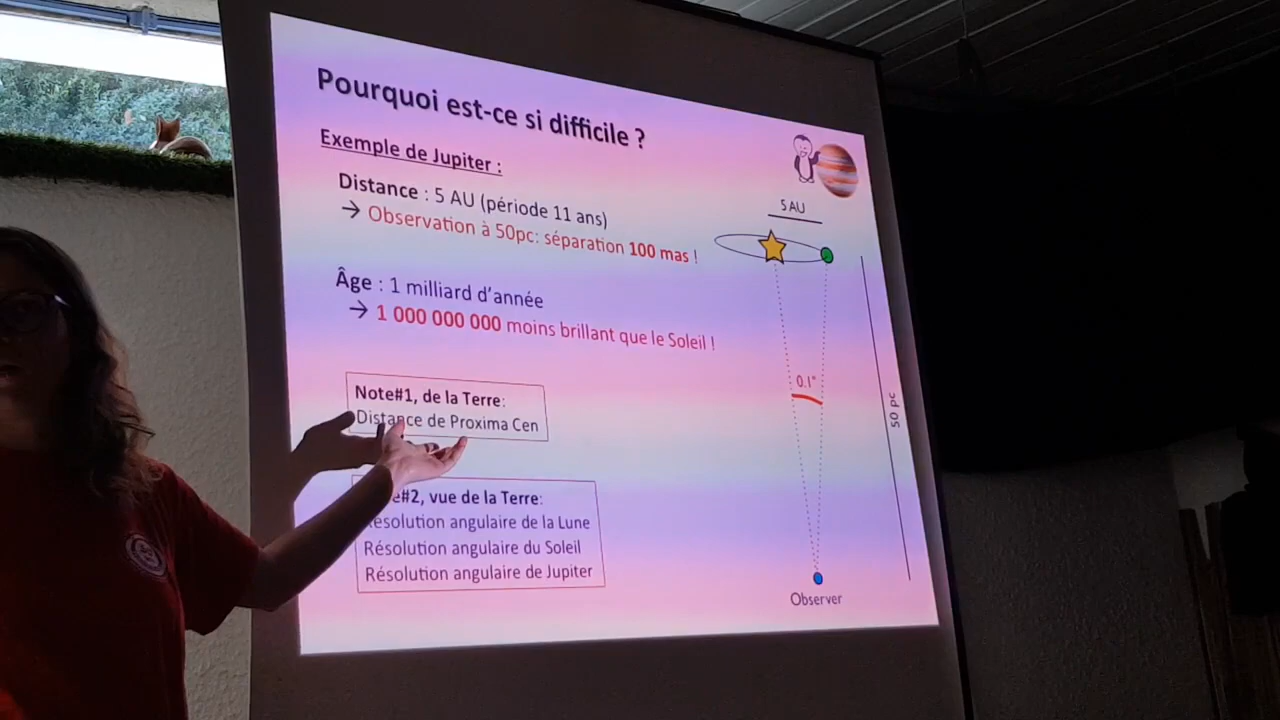 Pourquoi est-ce si difficile ?
Exemple de Jupiter :
Distance : 5 AU (période 11 ans)
→ Observation à 50pc: séparation 100 mas !
Âge : 1 milliard d'année
→ 1 000 000 000 moins brillant que le Soleil !
Note#1, de la Terre:
Distance de Proxima Cen
e#2, vue de la Terre:
Résolution angulaire de la Lune
Résolution angulaire du Soleil
Résolution angulaire de Jupiter
5 AU
0.1"
50 pc
Observer